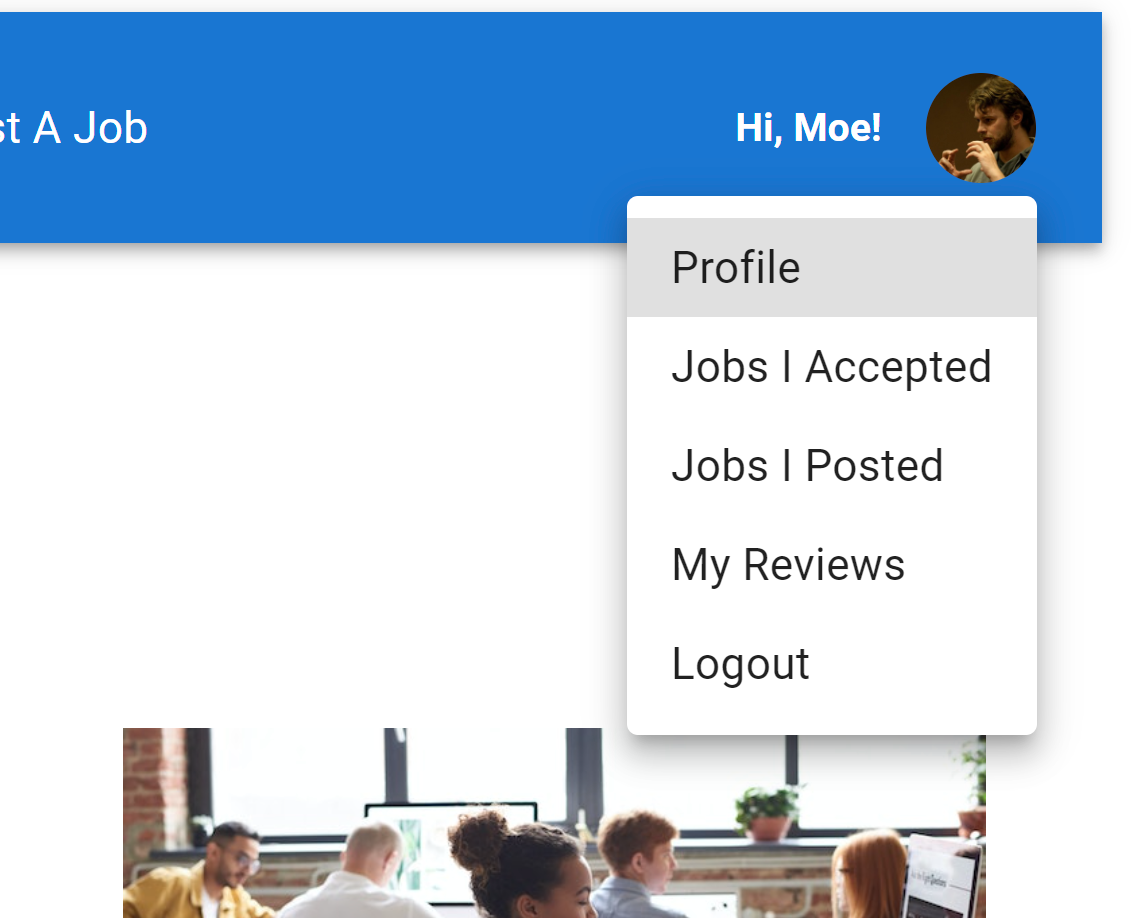 st A Job
Hi, Moe!
Profile
Jobs I Accepted
Jobs I Posted
My Reviews
Logout